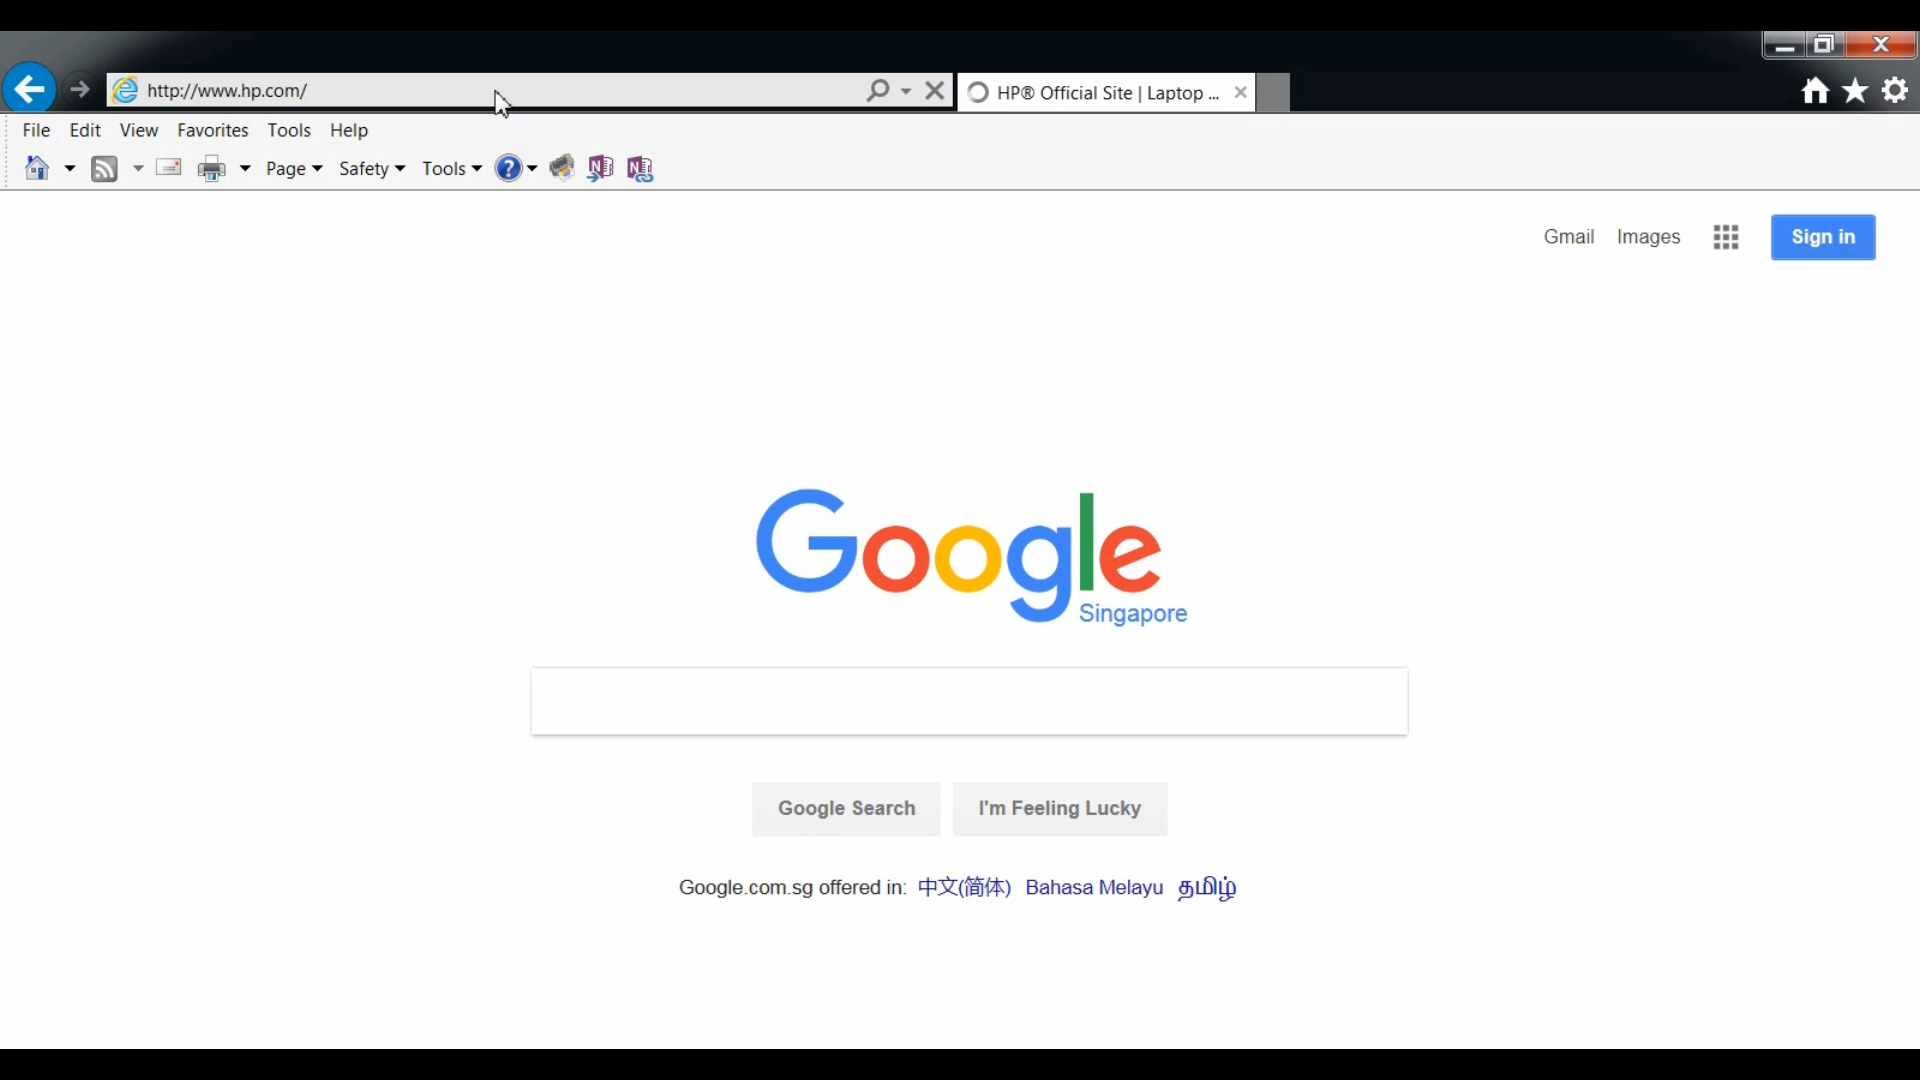 http://www.hp.com/
HP® Official Site | Laptop ...
File Edit View Favorites Tools Help
Page Safety Tools
Gmail Images Sign in
Google
Singapore
Google Search I'm Feeling Lucky
Google.com.sg offered in: 中文(简体) Bahasa Melayu தமிழ்